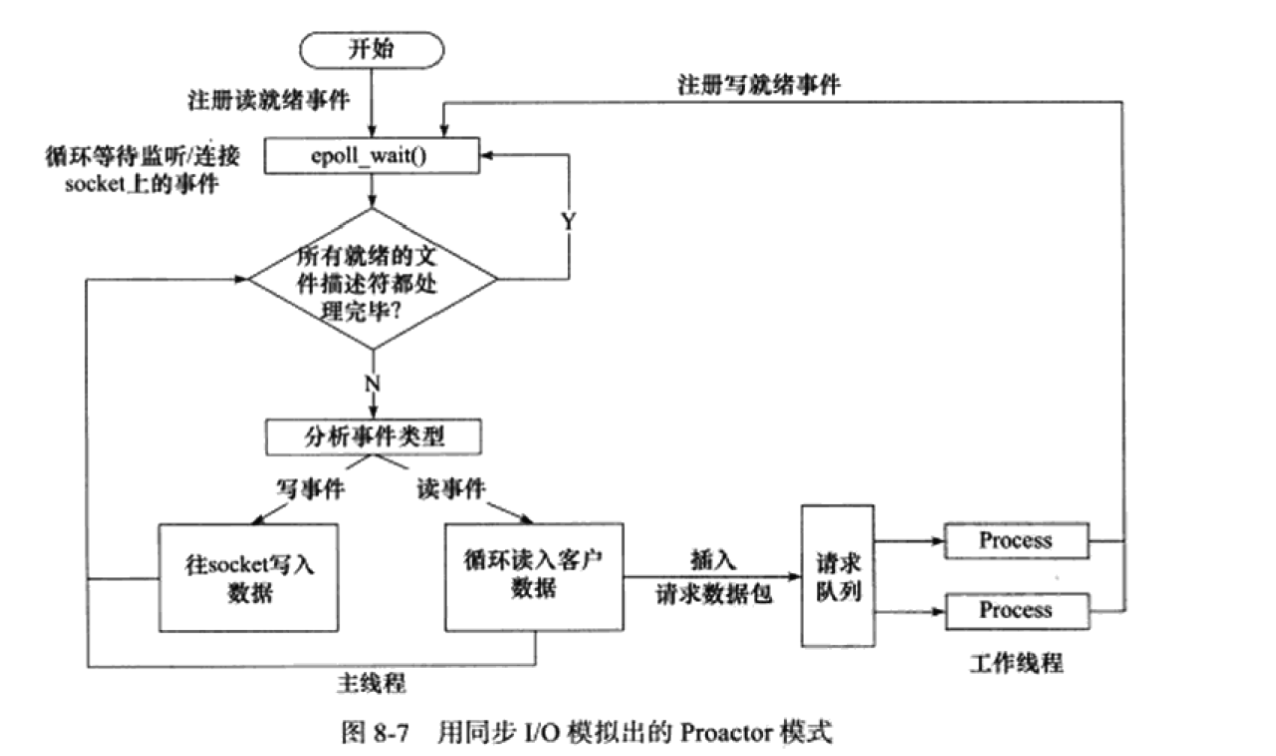 开始
注册读就绪事件
注册写就绪事件
循环等待监听/连接
socket上的事件
epoll_wait()
Y
所有就绪的文
件描述符都处
理完毕?
N
分析事件类型
写事件
读事件
往socket写入
数据
循环读入客户
数据
插入
请求数据包
请求
队列
Process
Process
工作线程
主线程
图 8-7 用同步 I/O 模拟出的 Proactor 模式